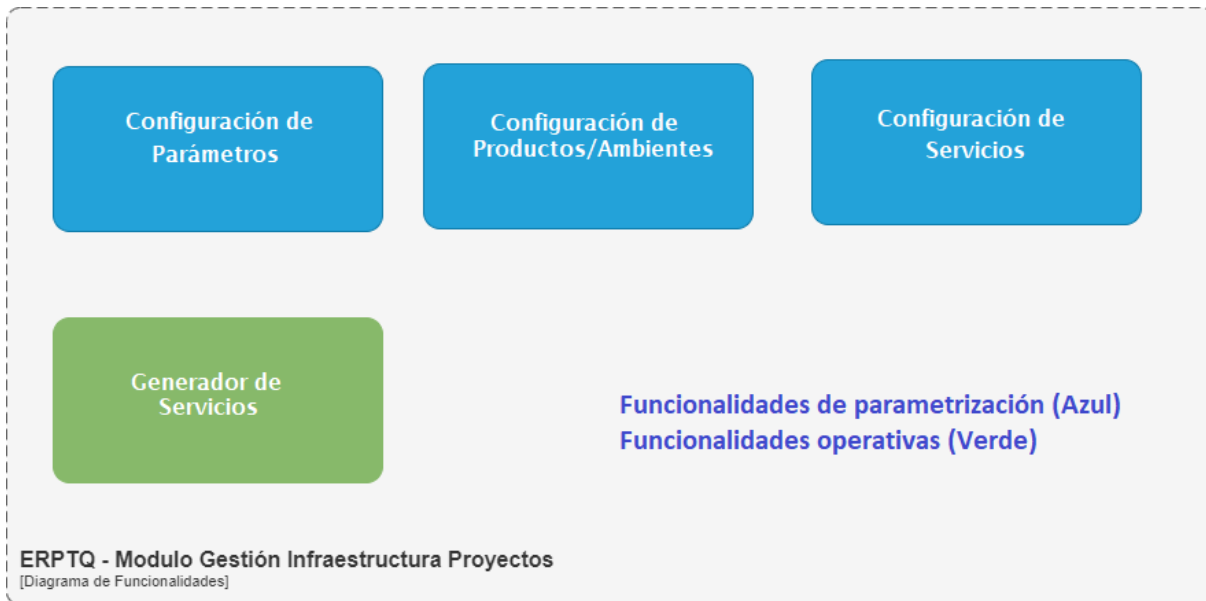 Configuración de
Parámetros
Configuración de
Productos/Ambientes
Configuración de
Servicios
Generador de
Servicios
Funcionalidades de parametrización (Azul)
Funcionalidades operativas (Verde)
ERPTQ - Modulo Gestión Infraestructura Proyectos
[Diagrama de Funcionalidades]